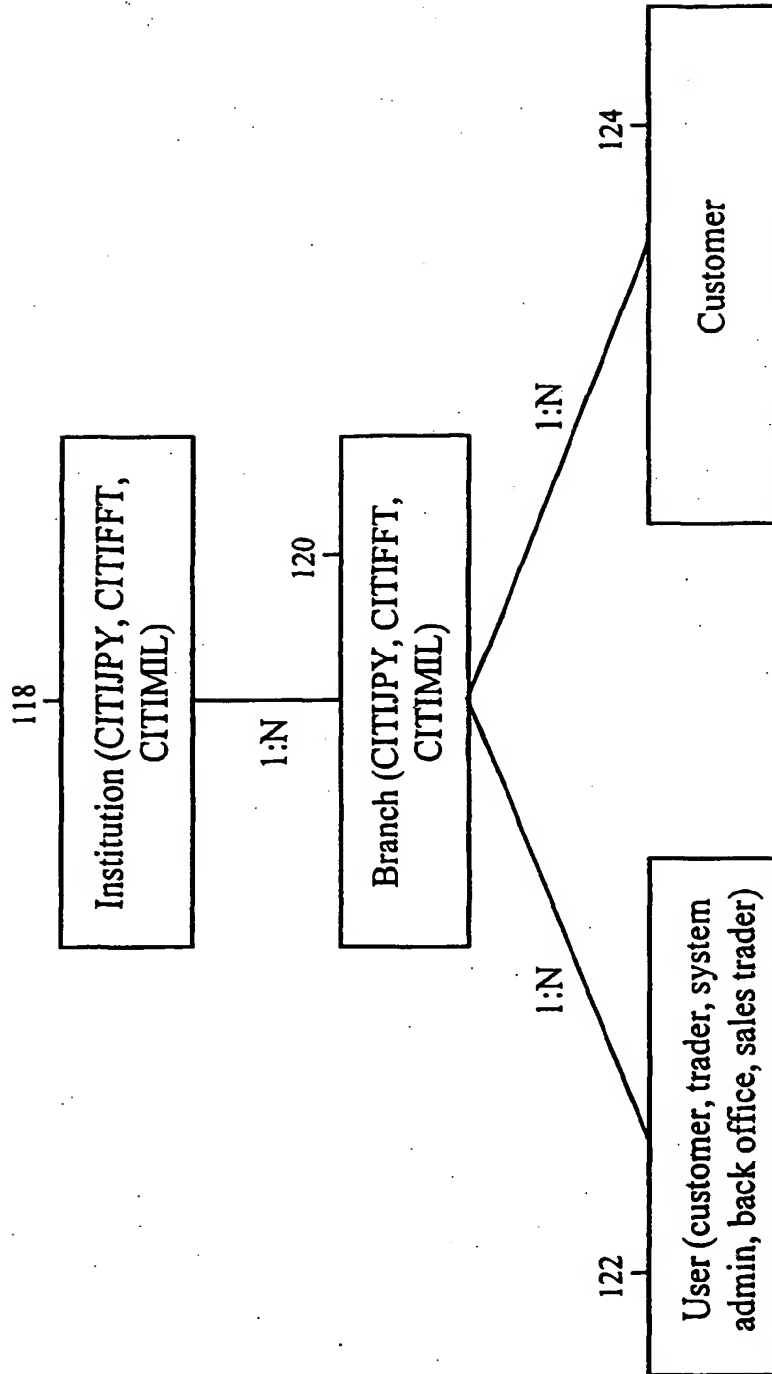 118
Institution (CITIJPY, CITIFFT,
CITIMIL)
1:N
120
Branch (CITIJPY, CITIFFT,
CITIMIL)
1:N
1:N
122
User (customer, trader, system
admin, back office, sales trader)
124
Customer